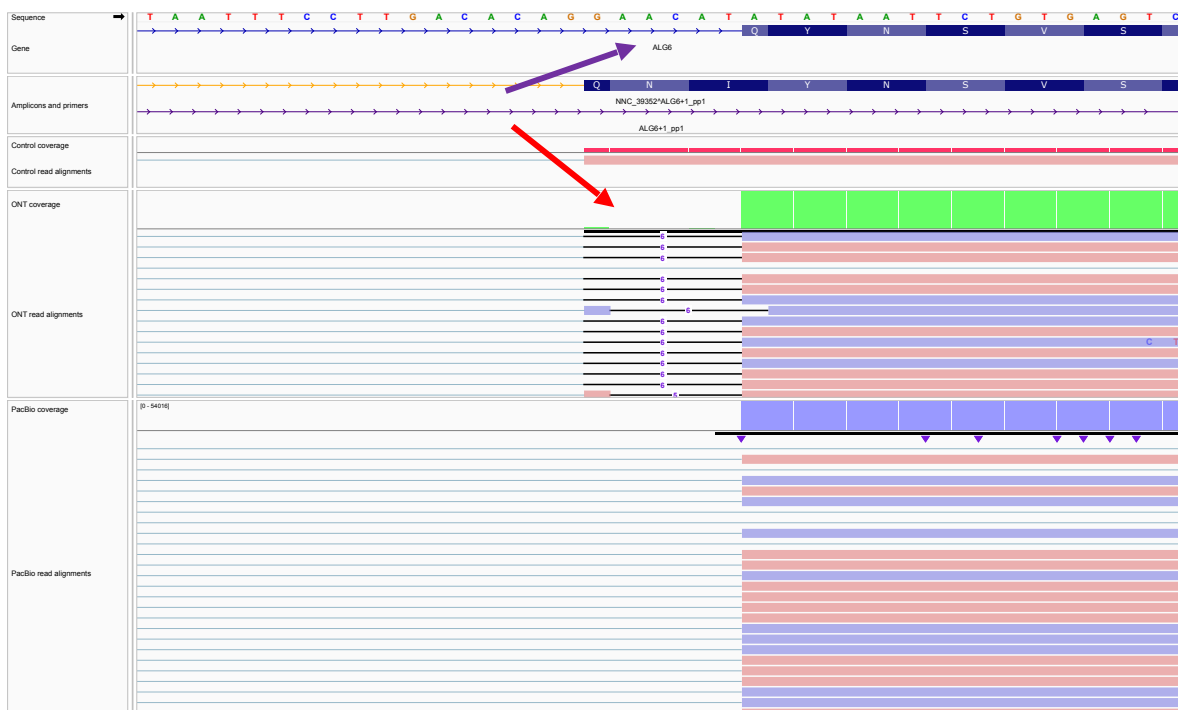 Sequence T A A T T T C C T T G A C A C A G G A A C A T A T A T A A T T C T G T G A G T C
Q Y N S V S
Gene
ALG6
Q N I Y N S V S
NNC_39352^ALG6+1_pp1
Amplicons and primers
ALG6+1_pp1
Control coverage
Control read alignments
ONT coverage
6
6
6
6
6
6
6
6
6
ONT read alignments
6
C T
6
6
6
6
6
PacBio coverage
[0 - 54016]
PacBio read alignments